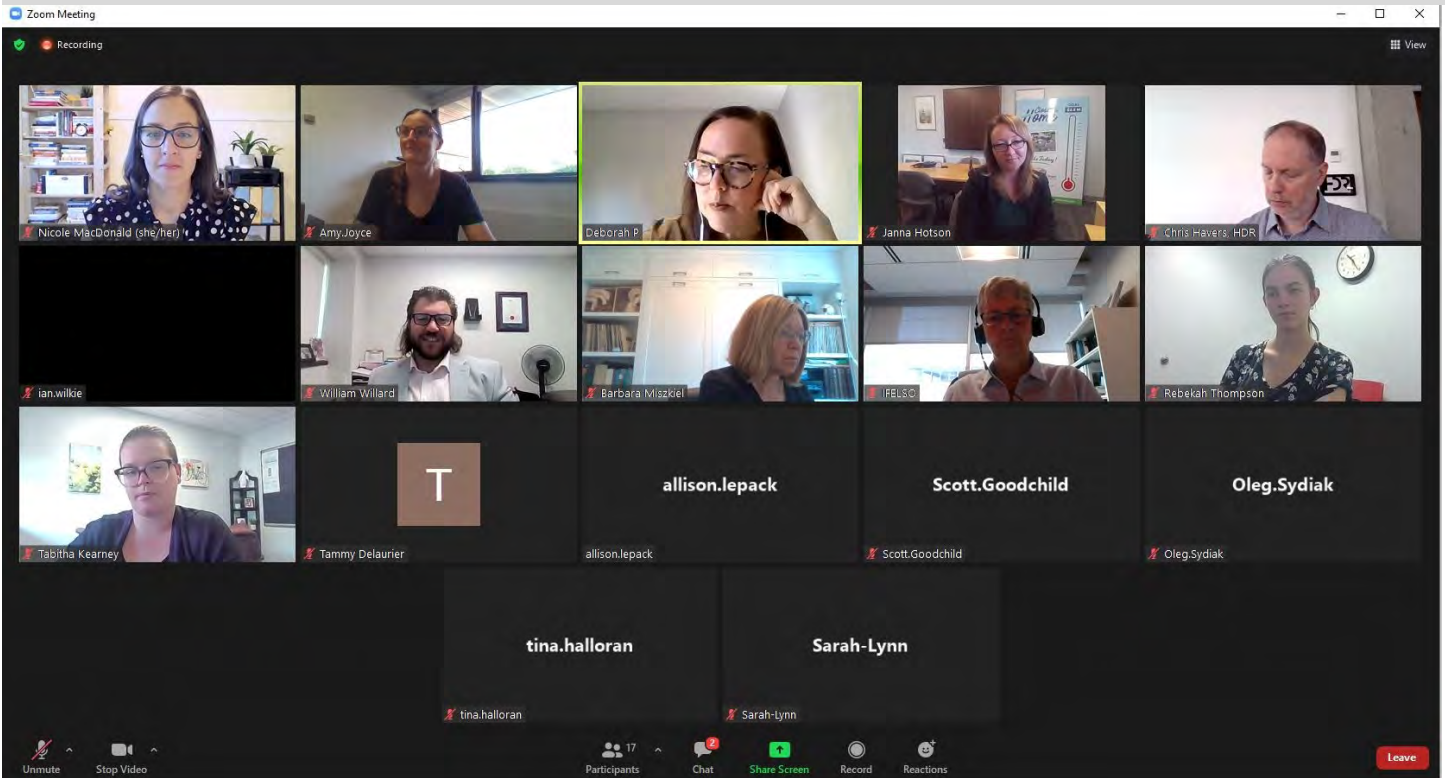 Zoom Meeting
Recording
View
Home
Nicole MacDonald (she/her)
Amy.Joyce
Deborah P
Janna Hotson
HDR
Chris Havers, HDR
ian.wilkie
William Willard
Barbara Miszkiel
IFELSO
Rebekah Thompson
T
allison.lepack
Scott.Goodchild
Oleg.Sydiak
Tabitha Kearney
Tammy Delaurier
allison.lepack
Scott.Goodchild
Oleg.Sydiak
tina.halloran
Sarah-Lynn
tina.halloran
Sarah-Lynn
Unmute
Stop Video
17
Participants
2
Chat
Share Screen
Record
Reactions
Leave